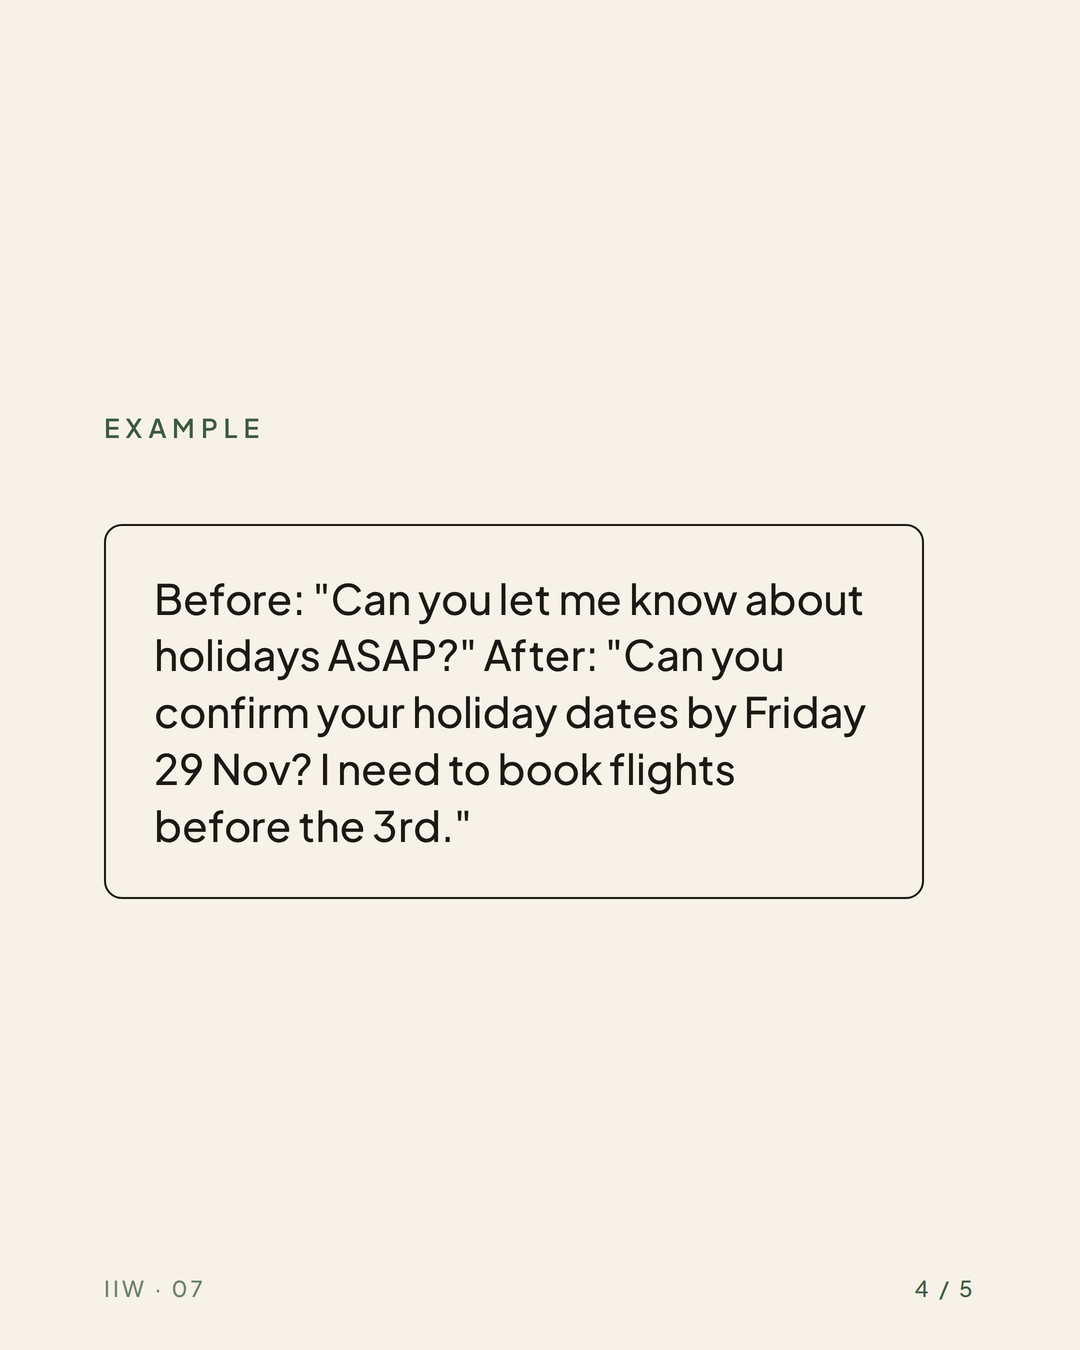 EXAMPLE
Before: "Can you let me know about
holidays ASAP?" After: "Can you
confirm your holiday dates by Friday
29 Nov? I need to book flights
before the 3rd."
IIW · 07
4 / 5